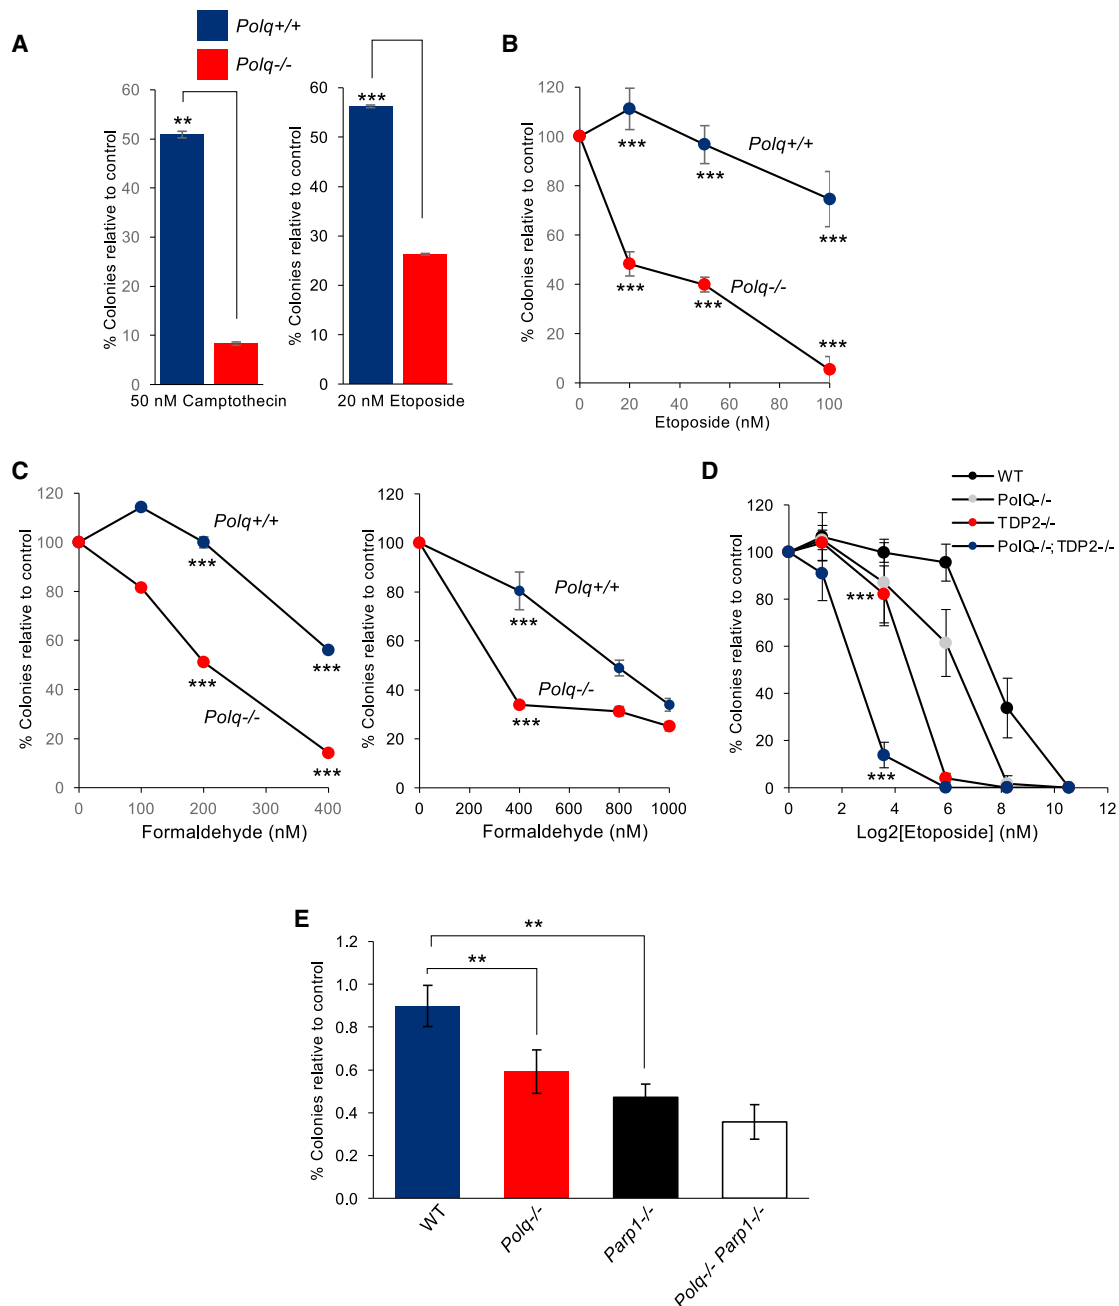 A
Polq+/+
Polq-/-
% Colonies relative to control
60
50
40
30
20
10
0
**
50 nM Camptothecin
% Colonies relative to control
60
50
40
30
20
10
0
***
20 nM Etoposide
B
% Colonies relative to control
120
100
80
60
40
20
0
Polq+/+
***
***
***
Polq-/-
***
***
***
0 20 40 60 80 100
Etoposide (nM)
C
% Colonies relative to control
120
100
80
60
40
20
0
Polq+/+
***
***
Polq-/-
***
***
0 100 200 300 400
Formaldehyde (nM)
% Colonies relative to control
120
100
80
60
40
20
0
Polq+/+
***
Polq-/-
***
0 200 400 600 800 1000
Formaldehyde (nM)
D
WT
PolQ-/-
TDP2-/-
PolQ-/-; TDP2-/-
% Colonies relative to control
120
100
80
60
40
20
0
***
***
0 2 4 6 8 10 12
Log2[Etoposide] (nM)
E
% Colonies relative to control
1.2
1.0
0.8
0.6
0.4
0.2
0.0
**
**
WT
Polq-/-
Parp1-/-
Polq-/- Parp1-/-